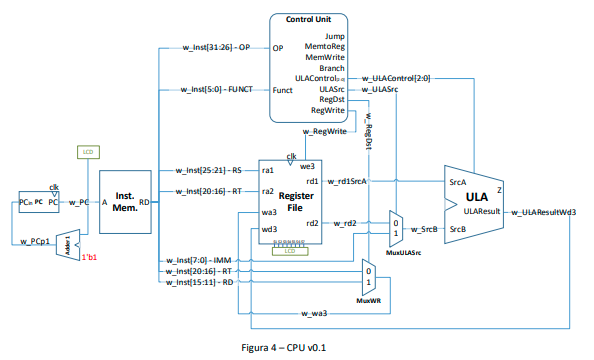 Control Unit
Jump
MemtoReg
w_Inst[31:26] - OP
OP
MemWrite
Branch
ULAControl[2:0]
w_ULAControl[2:0]
w_Inst[5:0] - FUNCT
Funct
ULASrc
w_ULASrc
RegDst
RegWrite
w_RegDst
w_RegWrite
LCD
clk
we3
w_Inst[25:21] - RS
ra1
rd1
w_rd1SrcA
SrcA
Z
clk
Inst.
Mem.
w_Inst[20:16] - RT
ra2
Register
File
ULA
PCin PC PC
w_PC
A
RD
wa3
ULAResult
w_ULAResultWd3
wd3
rd2
w_rd2
0
1
w_SrcB
SrcB
w_PCp1
Adder1
1'b1
LCD
MuxULASrc
w_Inst[7:0] - IMM
w_Inst[20:16] - RT
0
w_Inst[15:11] - RD
1
MuxWR
w_wa3
Figura 4 – CPU v0.1